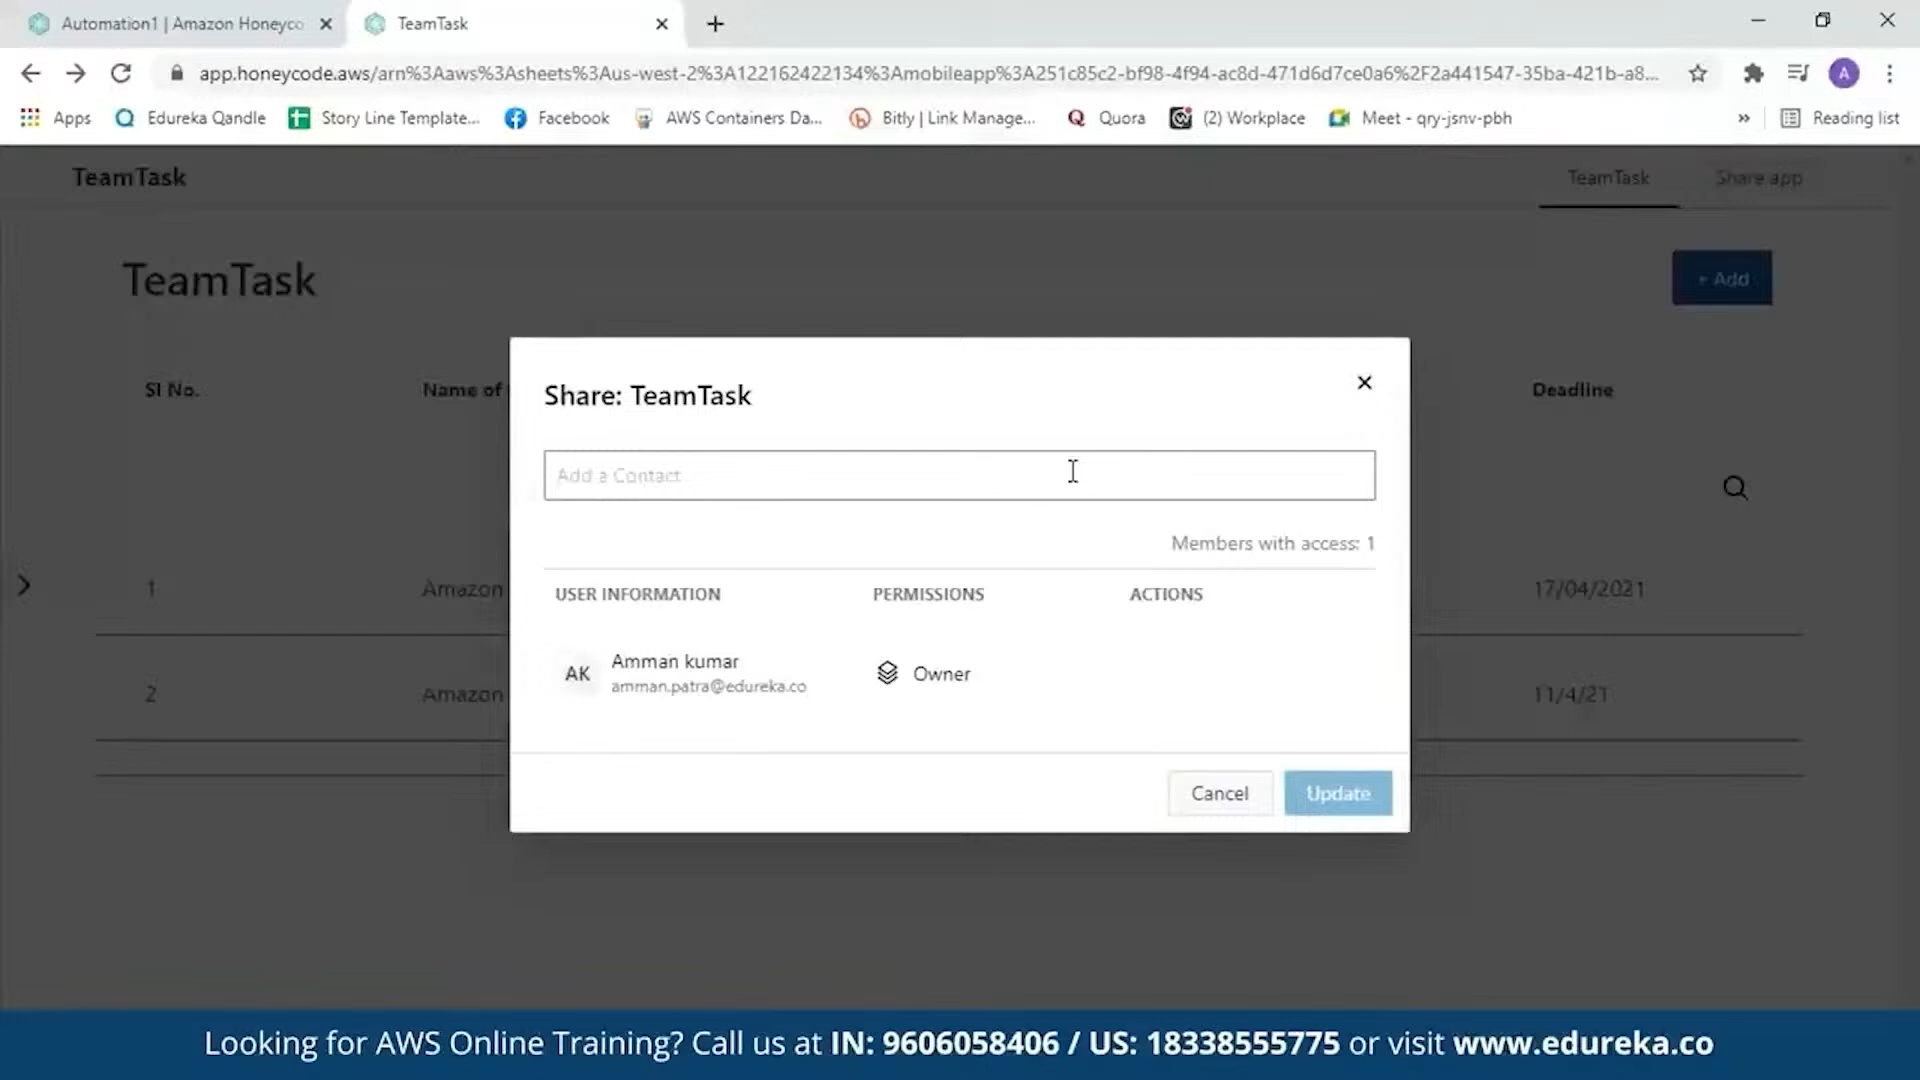 Automation1 | Amazon Honeyco
TeamTask
app.honeycode.aws/arn%3Aaws%3Asheets%3Aus-west-2%3A122162422134%3Amobileapp%3A251c85c2-bf98-4f94-ac8d-471d6d7ce0a6%2F2a441547-35ba-421b-a8...
A
Apps
Edureka Qandle
Story Line Template...
Facebook
AWS Containers Da...
Bitly | Link Manage...
Quora
(2) Workplace
Meet - qry-jsnv-pbh
»
Reading list
TeamTask
TeamTask
Share app
TeamTask
+ Add
Sl No.
Name of
Deadline
Share: TeamTask
Add a Contact
Members with access: 1
USER INFORMATION
PERMISSIONS
ACTIONS
1
Amazon
17/04/2021
AK
Amman kumar
amman.patra@edureka.co
Owner
2
Amazon
11/4/21
Cancel
Update
Looking for AWS Online Training? Call us at IN: 9606058406 / US: 18338555775 or visit www.edureka.co